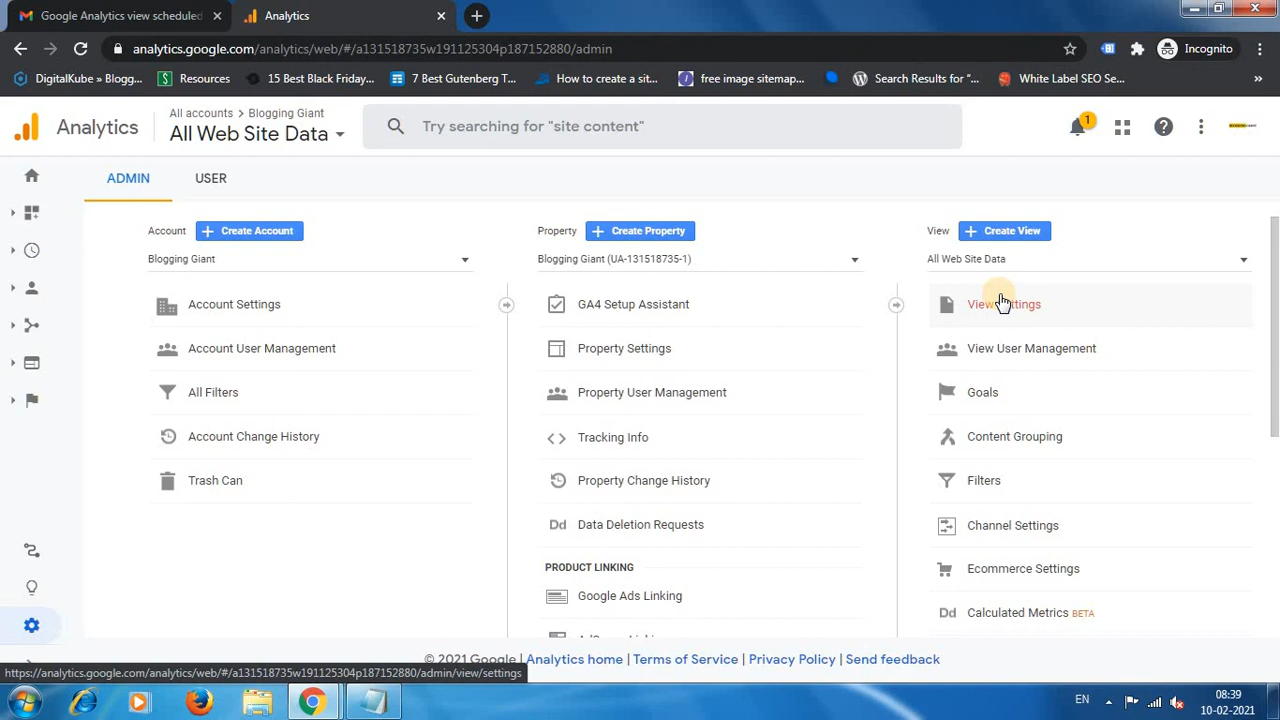 Google Analytics view scheduled
Analytics
analytics.google.com/analytics/web/#/a131518735w191125304p187152880/admin
Incognito
DigitalKube » Blogg...
Resources
15 Best Black Friday...
7 Best Gutenberg T...
How to create a sit...
free image sitemap...
Search Results for "...
White Label SEO Se...
»
Analytics
All accounts > Blogging Giant
All Web Site Data
Try searching for "site content"
1
ADMIN
USER
Account
Create Account
Blogging Giant
Account Settings
Account User Management
All Filters
Account Change History
Trash Can
Property
Create Property
Blogging Giant (UA-131518735-1)
GA4 Setup Assistant
Property Settings
Property User Management
Tracking Info
Property Change History
Dd Data Deletion Requests
PRODUCT LINKING
Google Ads Linking
View
Create View
All Web Site Data
View Settings
View User Management
Goals
Content Grouping
Filters
Channel Settings
Ecommerce Settings
Dd Calculated Metrics BETA
© 2021 Google | Analytics home | Terms of Service | Privacy Policy | Send feedback
https://analytics.google.com/analytics/web/#/a131518735w191125304p187152880/admin/view/settings
EN
08:39
10-02-2021